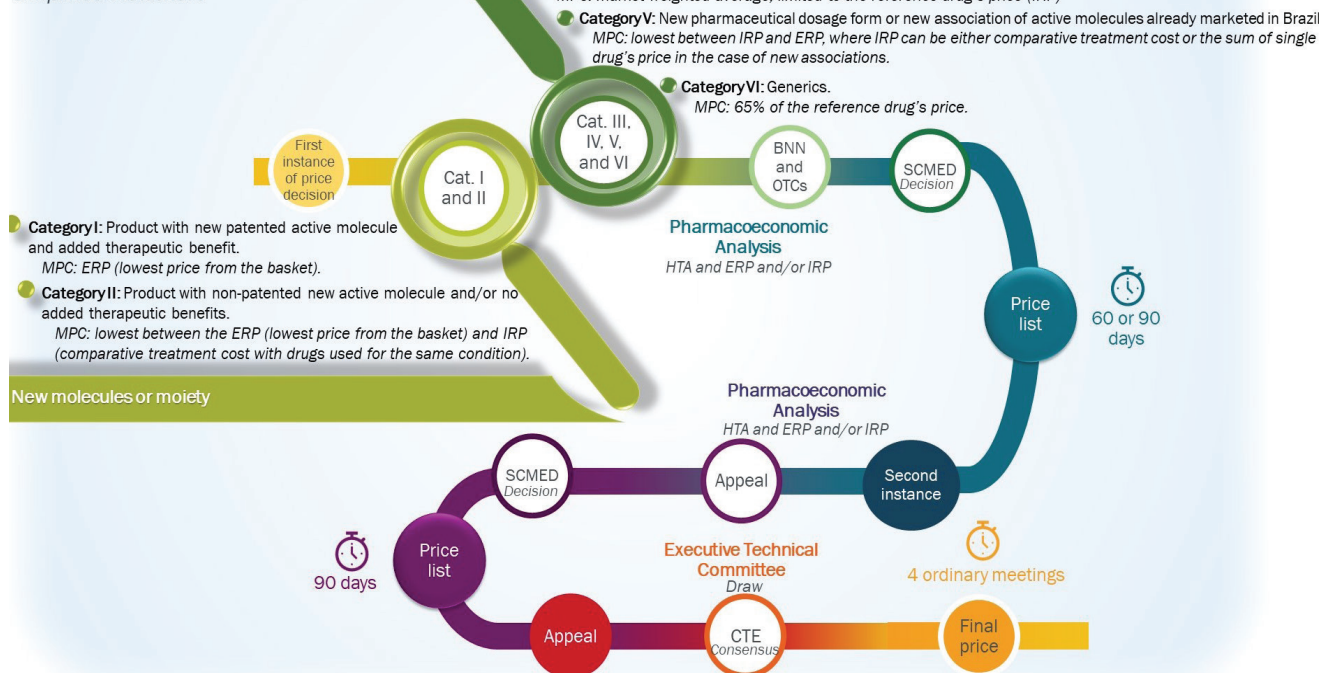 CategoryV: New pharmaceutical dosage form or new association of active molecules already marketed in Brazil
MPC: lowest between IRP and ERP, where IRP can be either comparative treatment cost or the sum of single
drug's price in the case of new associations.
CategoryVI: Generics.
MPC: 65% of the reference drug's price.
First
instance
of price
decision
Cat. I
and II
Cat. III,
IV, V,
and VI
BNN
and
OTCs
SCMED
Decision
CategoryI: Product with new patented active molecule
and added therapeutic benefit.
MPC: ERP (lowest price from the basket).
CategoryII: Product with non-patented new active molecule and/or no
added therapeutic benefits.
MPC: lowest between the ERP (lowest price from the basket) and IRP
(comparative treatment cost with drugs used for the same condition).
Pharmacoeconomic
Analysis
HTA and ERP and/or IRP
Price
list
60 or 90
days
New molecules or moiety
Pharmacoeconomic
Analysis
HTA and ERP and/or IRP
SCMED
Decision
Appeal
Second
instance
Price
list
90 days
Executive Technical
Committee
Draw
4 ordinary meetings
Appeal
CTE
Consensus
Final
price